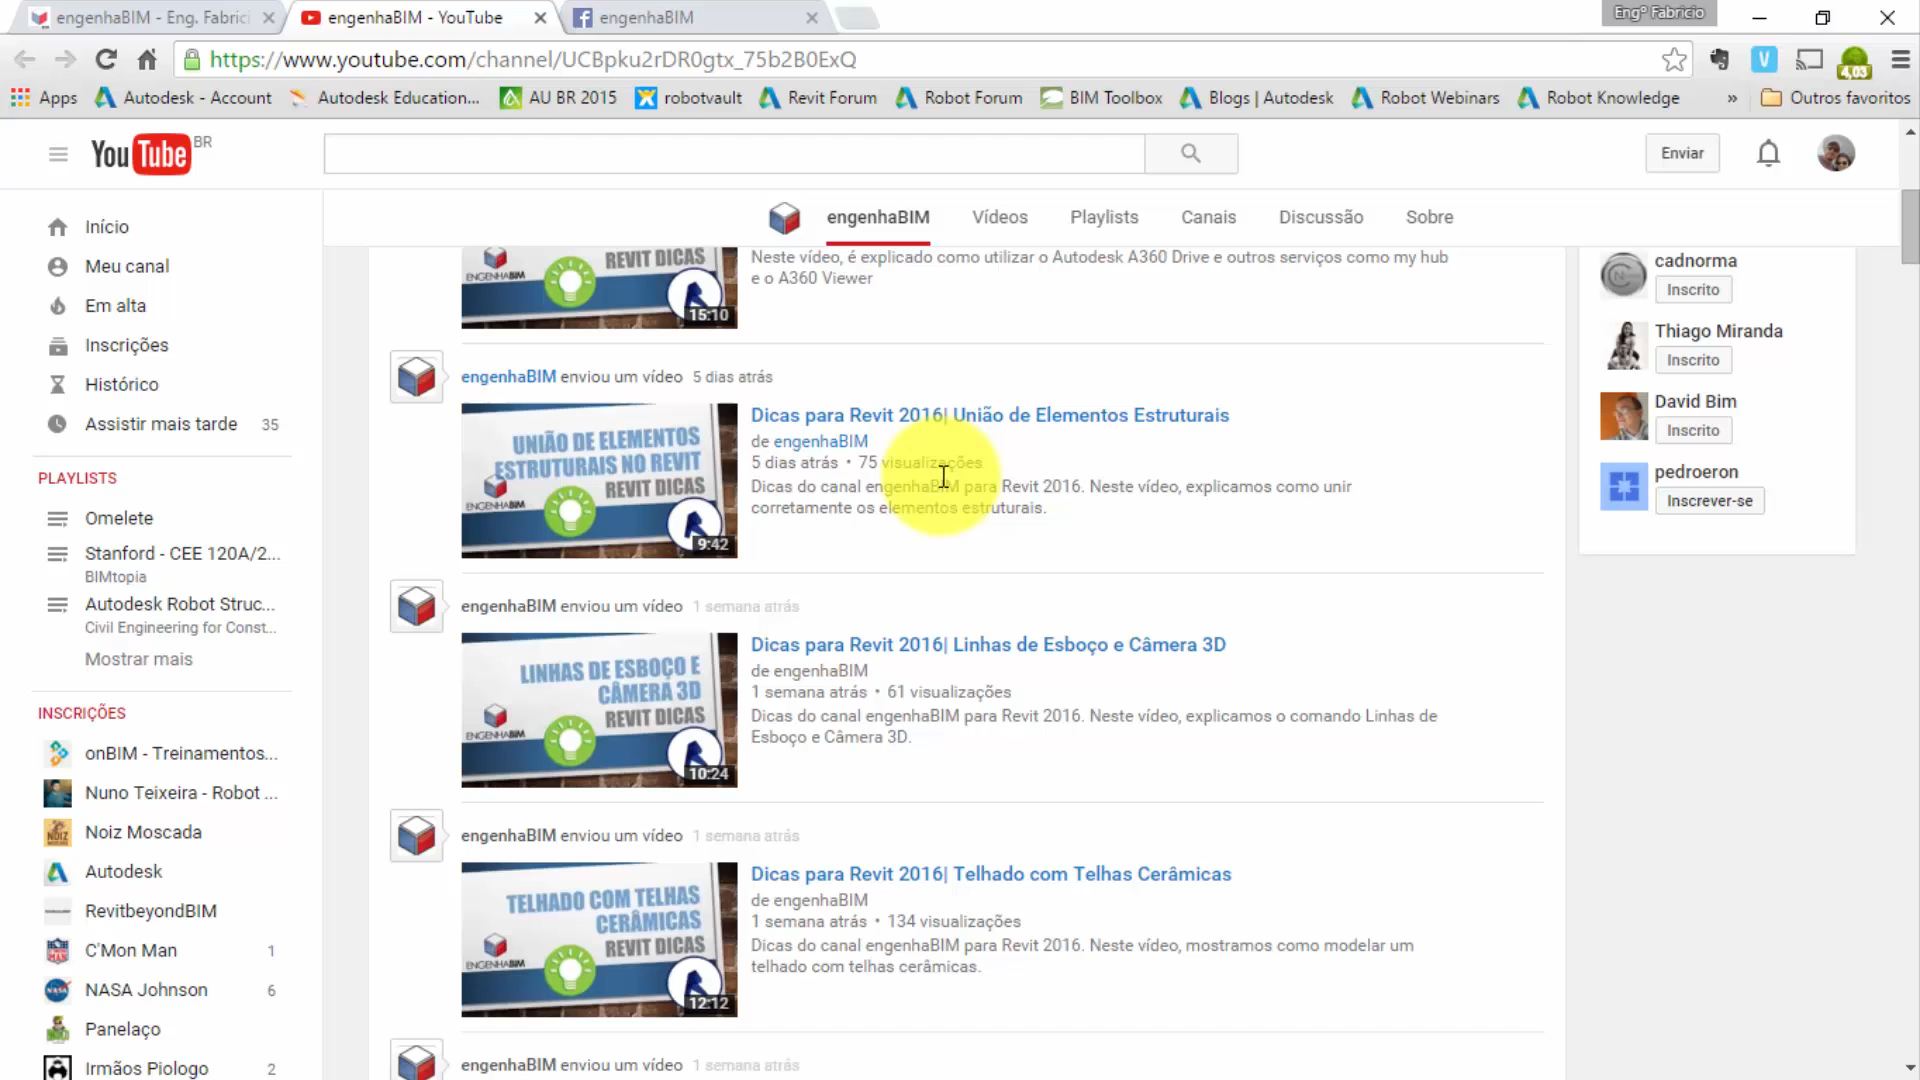 engenhaBIM - Eng. Fabrici
engenhaBIM - YouTube
engenhaBIM
Engº Fabricio
https://www.youtube.com/channel/UCBpku2rDR0gtx_75b2B0ExQ
4,03
Apps
Autodesk - Account
Autodesk Education...
AU BR 2015
robotvault
Revit Forum
Robot Forum
BIM Toolbox
Blogs | Autodesk
Robot Webinars
Robot Knowledge
»
Outros favoritos
YouTube BR
Enviar
engenhaBIM
Vídeos
Playlists
Canais
Discussão
Sobre
Início
Meu canal
Em alta
Inscrições
Histórico
Assistir mais tarde 35
PLAYLISTS
Omelete
Stanford - CEE 120A/2...
BIMtopia
Autodesk Robot Struc...
Civil Engineering for Const...
Mostrar mais
INSCRIÇÕES
onBIM - Treinamentos...
Nuno Teixeira - Robot ...
Noiz Moscada
Autodesk
RevitbeyondBIM
C'Mon Man 1
NASA Johnson 6
Panelaço
Irmãos Piologo 2
REVIT DICAS
ENGENHABIM
15:10
Neste vídeo, é explicado como utilizar o Autodesk A360 Drive e outros serviços como my hub
e o A360 Viewer
engenhaBIM enviou um vídeo 5 dias atrás
UNIÃO DE ELEMENTOS
ESTRUTURAIS NO REVIT
REVIT DICAS
ENGENHABIM
9:42
Dicas para Revit 2016| União de Elementos Estruturais
de engenhaBIM
5 dias atrás • 75 visualizações
Dicas do canal engenhaBIM para Revit 2016. Neste vídeo, explicamos como unir
corretamente os elementos estruturais.
engenhaBIM enviou um vídeo 1 semana atrás
LINHAS DE ESBOÇO E
CÂMERA 3D
REVIT DICAS
ENGENHABIM
10:24
Dicas para Revit 2016| Linhas de Esboço e Câmera 3D
de engenhaBIM
1 semana atrás • 61 visualizações
Dicas do canal engenhaBIM para Revit 2016. Neste vídeo, explicamos o comando Linhas de
Esboço e Câmera 3D.
engenhaBIM enviou um vídeo 1 semana atrás
TELHADO COM TELHAS
CERÂMICAS
REVIT DICAS
ENGENHABIM
12:12
Dicas para Revit 2016| Telhado com Telhas Cerâmicas
de engenhaBIM
1 semana atrás • 134 visualizações
Dicas do canal engenhaBIM para Revit 2016. Neste vídeo, mostramos como modelar um
telhado com telhas cerâmicas.
engenhaBIM enviou um vídeo 1 semana atrás
cadnorma
Inscrito
Thiago Miranda
Inscrito
David Bim
Inscrito
pedroeron
Inscrever-se